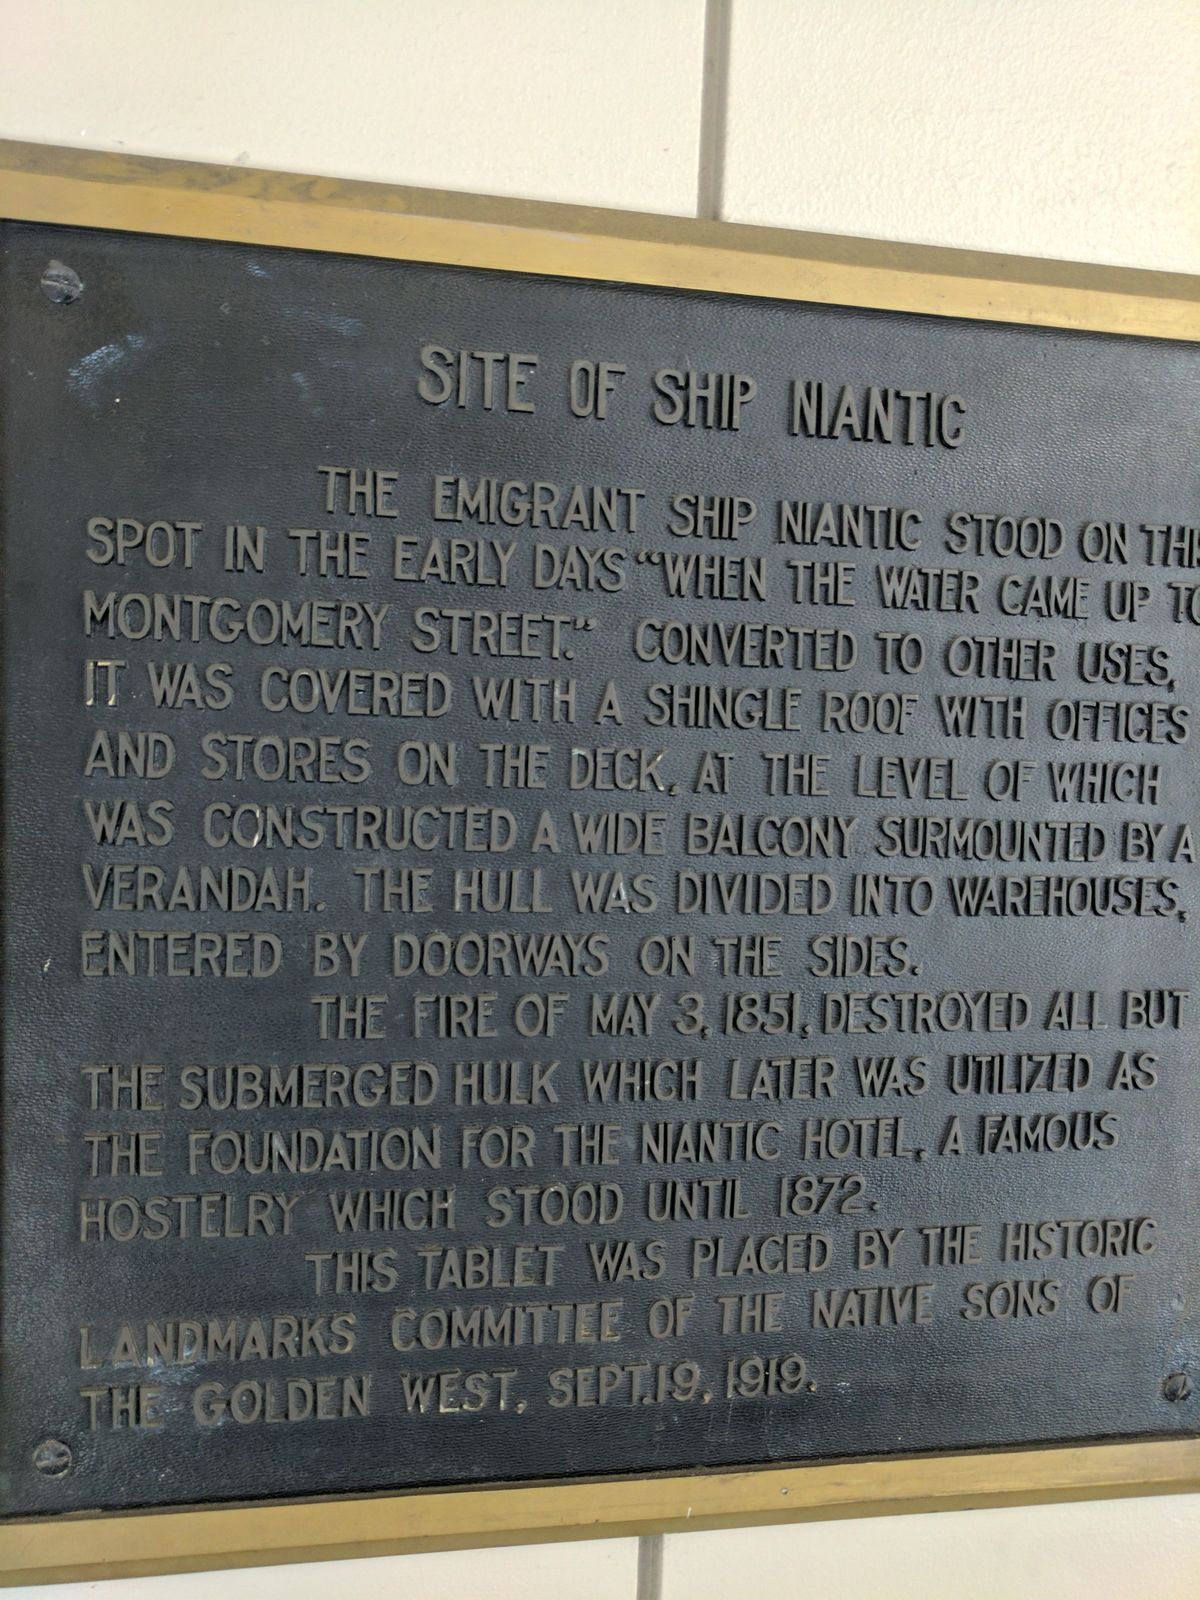 SITE OF SHIP NIANTIC
THE EMIGRANT SHIP NIANTIC STOOD ON THIS
SPOT IN THE EARLY DAYS "WHEN THE WATER CAME UP TO
MONTGOMERY STREET." CONVERTED TO OTHER USES,
IT WAS COVERED WITH A SHINGLE ROOF WITH OFFICES
AND STORES ON THE DECK, AT THE LEVEL OF WHICH
WAS CONSTRUCTED A WIDE BALCONY SURMOUNTED BY A
VERANDAH. THE HULL WAS DIVIDED INTO WAREHOUSES,
ENTERED BY DOORWAYS ON THE SIDES.
THE FIRE OF MAY 3, 1851, DESTROYED ALL BUT
THE SUBMERGED HULK WHICH LATER WAS UTILIZED AS
THE FOUNDATION FOR THE NIANTIC HOTEL, A FAMOUS
HOSTELRY WHICH STOOD UNTIL 1872.
THIS TABLET WAS PLACED BY THE HISTORIC
LANDMARKS COMMITTEE OF THE NATIVE SONS OF
THE GOLDEN WEST, SEPT.19, 1919.